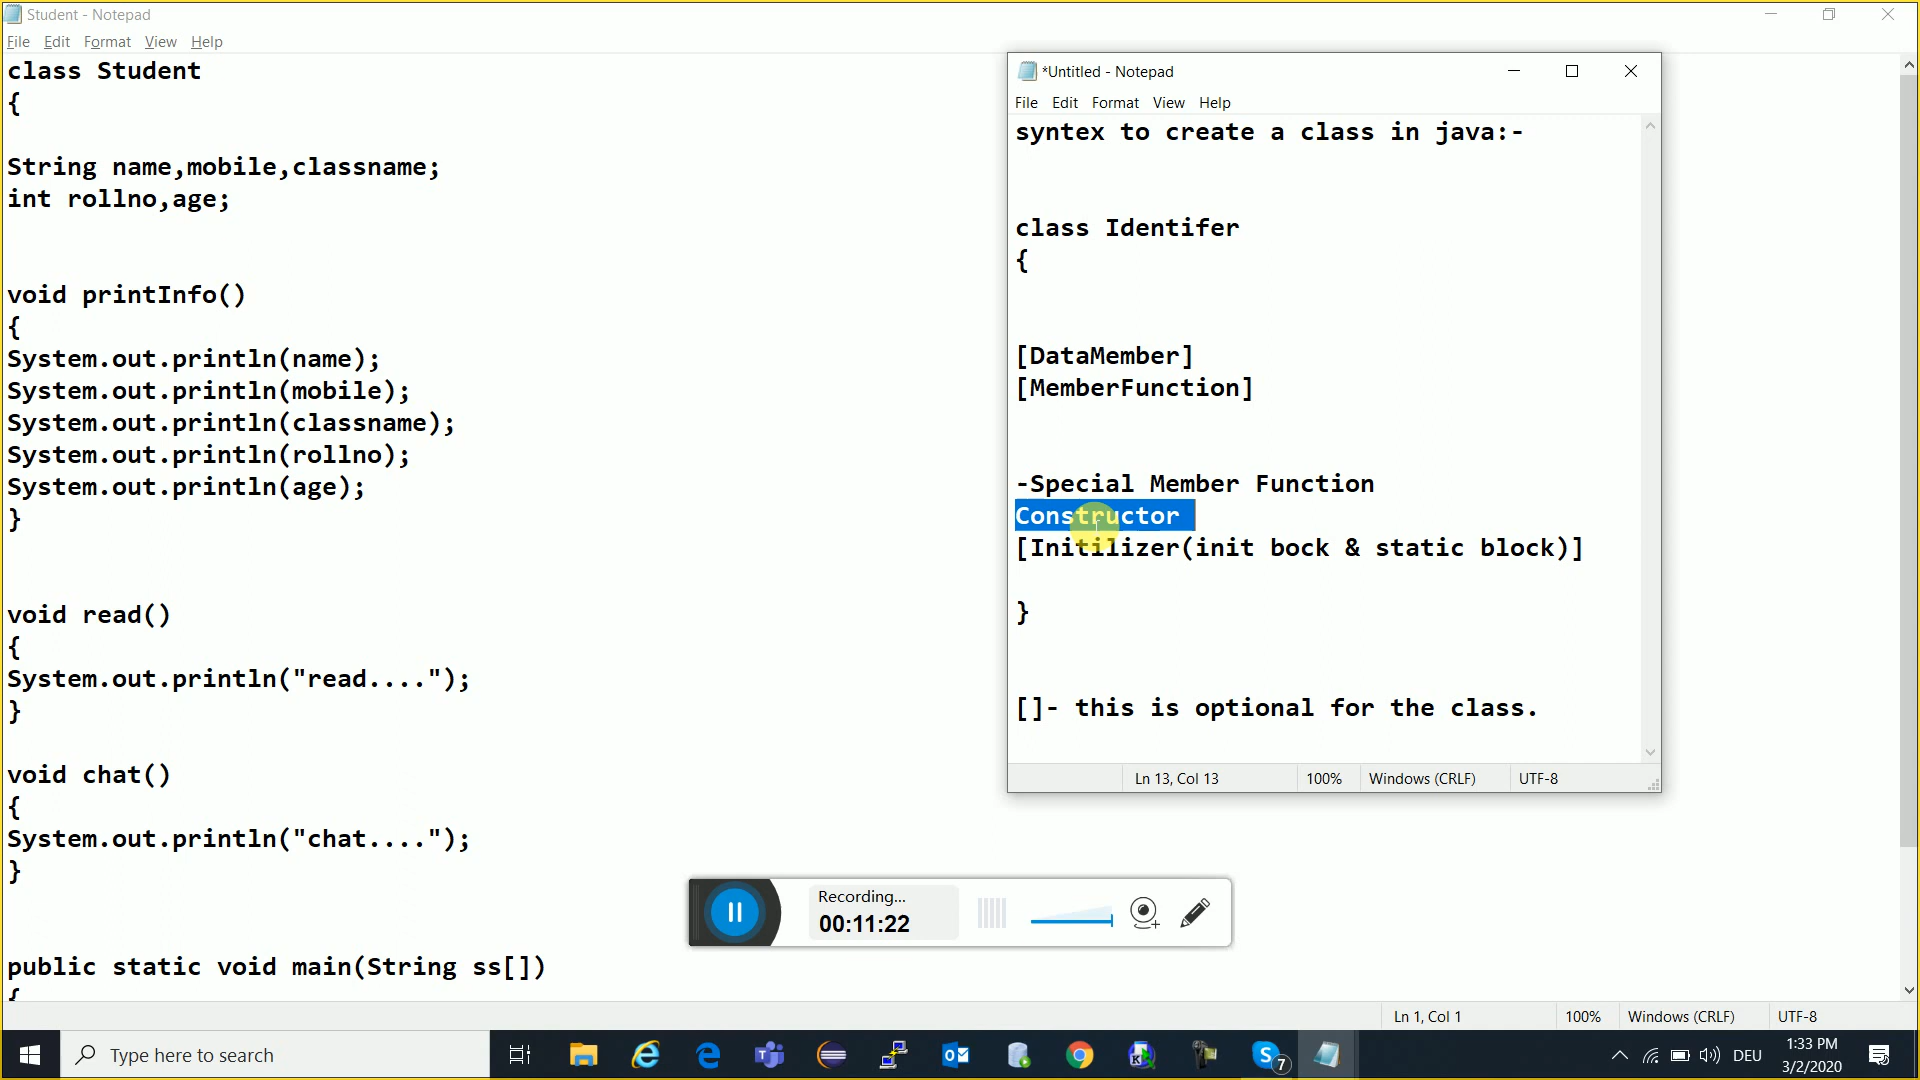 Student - Notepad
File Edit Format View Help
class Student
{
String name,mobile,classname;
int rollno,age;
void printInfo()
{
System.out.println(name);
System.out.println(mobile);
System.out.println(classname);
System.out.println(rollno);
System.out.println(age);
}
void read()
{
System.out.println("read....");
}
void chat()
{
System.out.println("chat....");
}
public static void main(String ss[])
{
Ln 1, Col 1 100% Windows (CRLF) UTF-8
*Untitled - Notepad
File Edit Format View Help
syntex to create a class in java:-
class Identifer
{
[DataMember]
[MemberFunction]
-Special Member Function
Constructor
[Initilizer(init bock & static block)]
}
[]- this is optional for the class.
Ln 13, Col 13 100% Windows (CRLF) UTF-8
Recording...
00:11:22
Type here to search
7
DEU
1:33 PM
3/2/2020